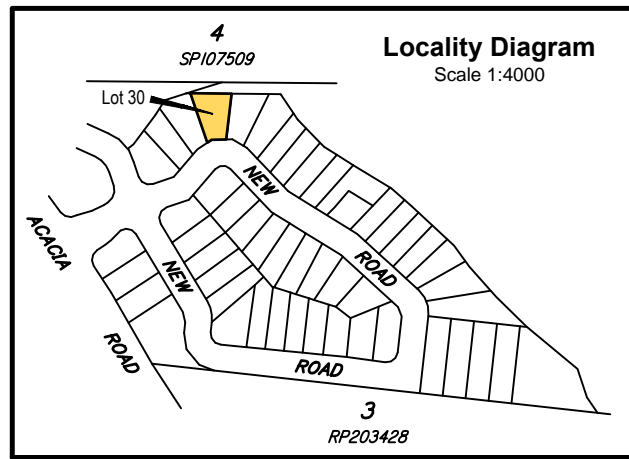 4
SP107509
Locality Diagram
Scale 1:4000
Lot 30
NEW
ROAD
ACACIA
ROAD
NEW
ROAD
3
RP203428